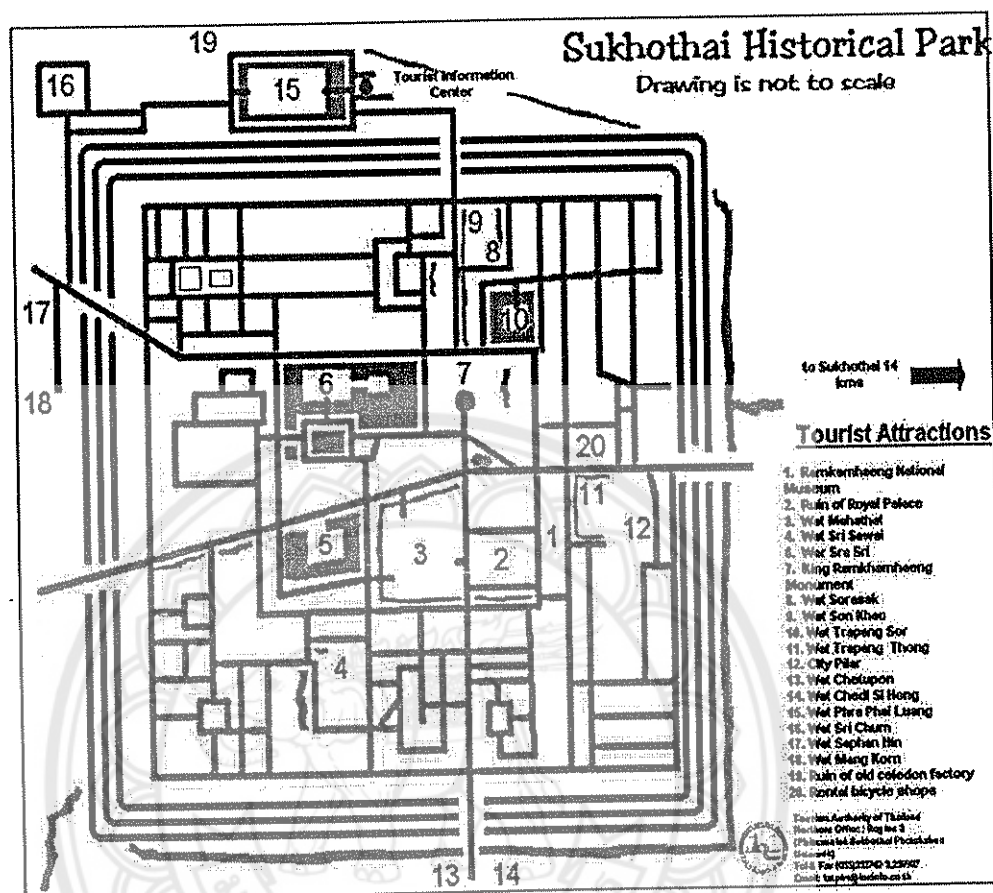 Sukhothai Historical Park
Drawing is not to scale
19
16
15
Tourist Information
Center
9
8
10
17
18
6
7
to Sukhothai 14
kms
20
11
12
5
3
2
1
4
13
14
Tourist Attractions
1. Ramkamhaeng National
Museum
2. Ruin of Royal Palace
3. Wat Mahathat
4. Wat Sri Sawai
6. Wat Sra Sri
7. King Ramkhamhaeng
Monument
8. Wat Sorasak
9. Wat Son Khao
10. Wat Trapang Sor
11. Wat Trapang Thong
12. City Pillar
13. Wat Chetupon
14. Wat Chedi Si Hong
15. Wat Phra Phai Luang
16. Wat Sri Chum
17. Wat Saphan Hin
18. Wat Mang Korn
19. Ruin of old celadon factory
20. Rental bicycle shops
Tourism Authority of Thailand
Northern Office: Region 3